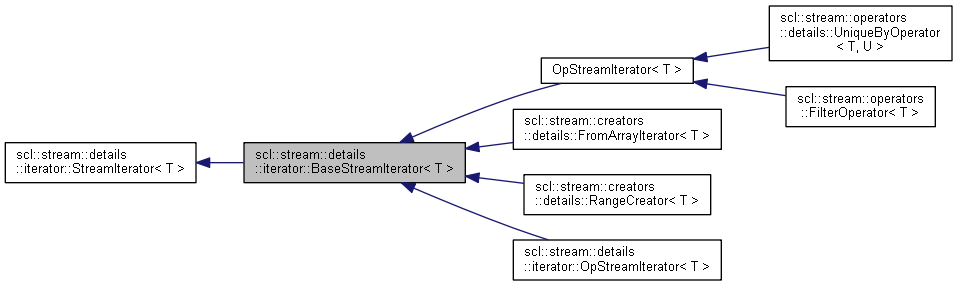 scl::stream::details
::iterator::StreamIterator< T >
scl::stream::details
::iterator::BaseStreamIterator< T >
OpStreamIterator< T >
scl::stream::creators
::details::FromArrayIterator< T >
scl::stream::creators
::details::RangeCreator< T >
scl::stream::details
::iterator::OpStreamIterator< T >
scl::stream::operators
::details::UniqueByOperator
< T, U >
scl::stream::operators
::FilterOperator< T >